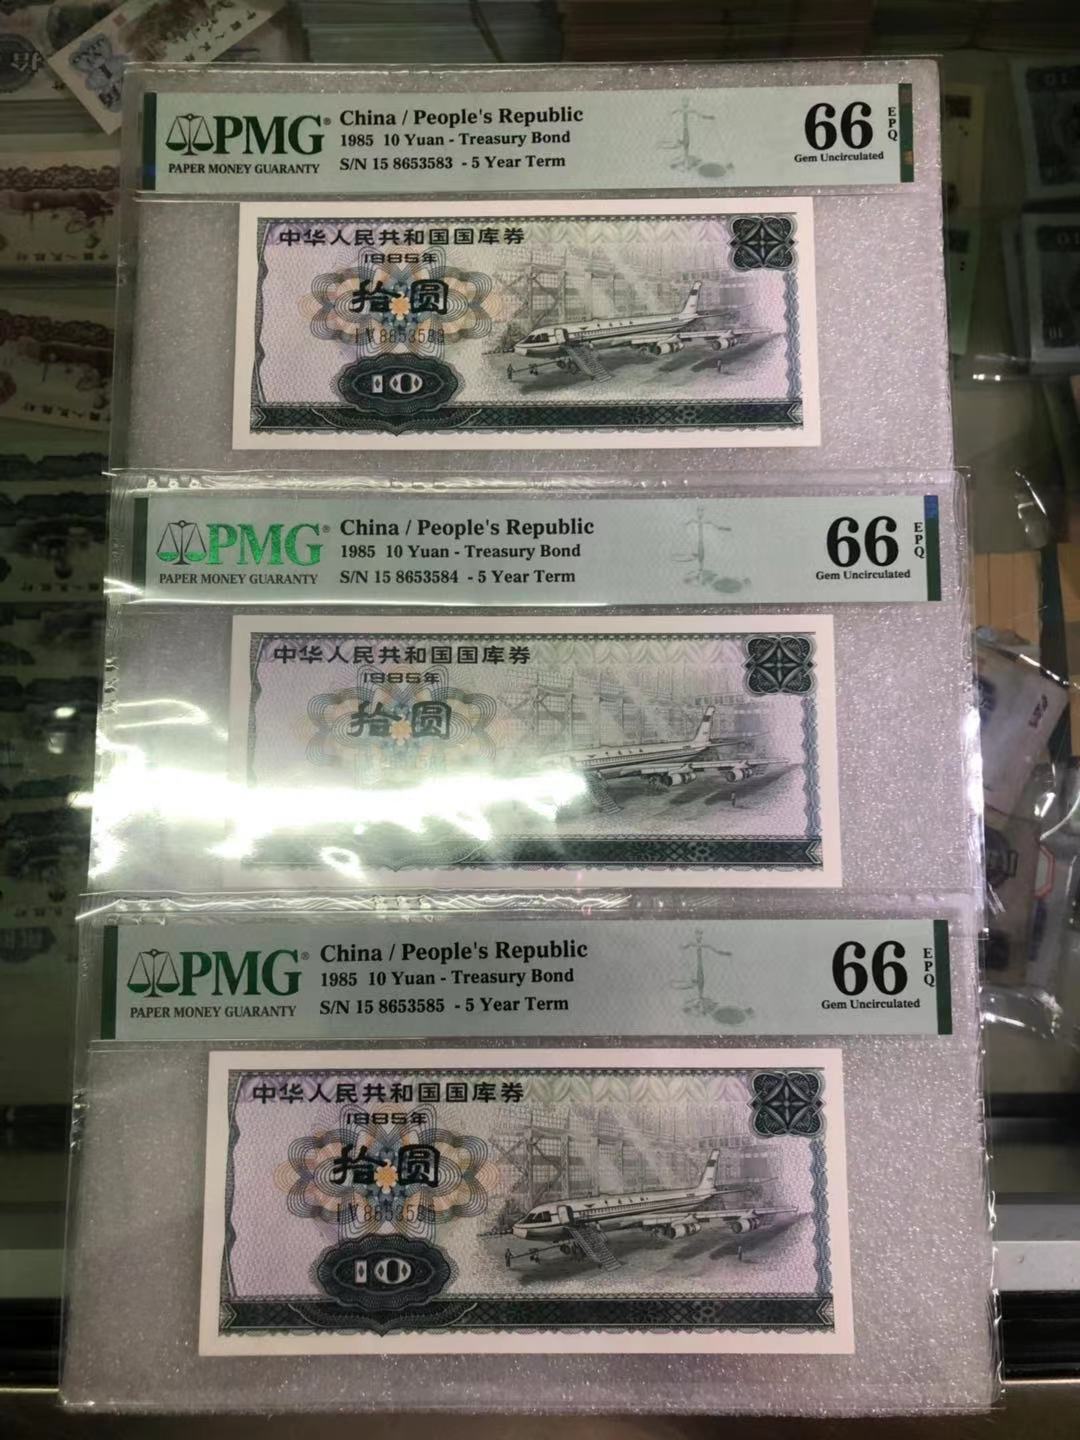 PMG®
PAPER MONEY GUARANTY
China / People's Republic
1985 10 Yuan - Treasury Bond
S/N 15 8653583 - 5 Year Term
66
EPQ
Gem Uncirculated
中华人民共和国国库券
1985年
拾圆
IV8653583
10
PMG®
PAPER MONEY GUARANTY
China / People's Republic
1985 10 Yuan - Treasury Bond
S/N 15 8653584 - 5 Year Term
66
EPQ
Gem Uncirculated
中华人民共和国国库券
1985年
拾圆
PMG®
PAPER MONEY GUARANTY
China / People's Republic
1985 10 Yuan - Treasury Bond
S/N 15 8653585 - 5 Year Term
66
EPQ
Gem Uncirculated
中华人民共和国国库券
1985年
拾圆
IV8653585
10